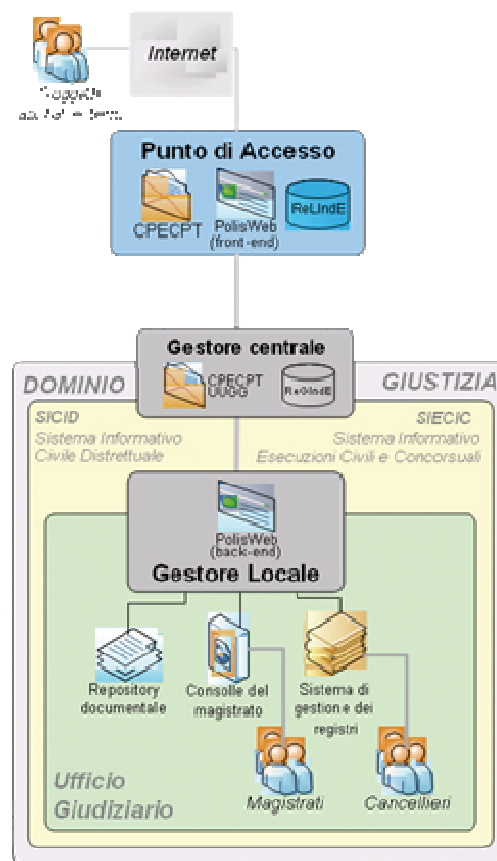 Internet
Punto di Accesso
CPECPT
PolisWeb
(front-end)
ReLIndE
Gestore centrale
CPECPT
UUGG
ReGIndE
DOMINIO
GIUSTIZIA
SICID
Sistema Informativo
Civile Distrettuale
SIECIC
Sistema Informativo
Esecuzioni Civili e Concorsuali
PolisWeb
(back-end)
Gestore Locale
Repository
documentale
Consolle del
magistrato
Sistema di
gestion e dei
registri
Magistrati
Cancellieri
Ufficio
Giudiziario